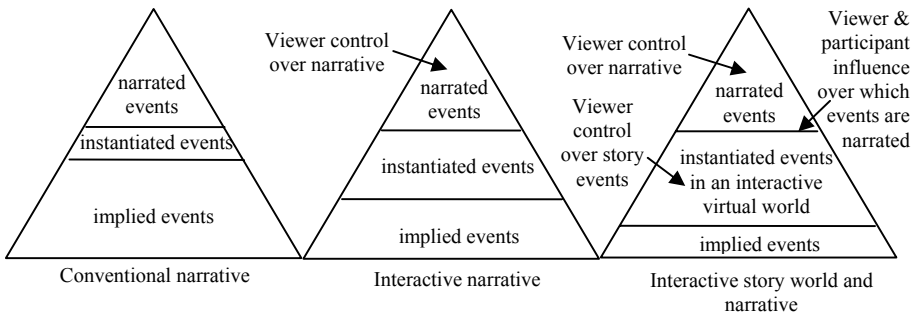 narrated
events
instantiated events
implied events
Conventional narrative
Viewer control
over narrative
narrated
events
instantiated events
implied events
Interactive narrative
Viewer control
over narrative
Viewer
control
over story
events
Viewer &
participant
influence
over which
events are
narrated
narrated
events
instantiated events
in an interactive
virtual world
implied events
Interactive story world and
narrative